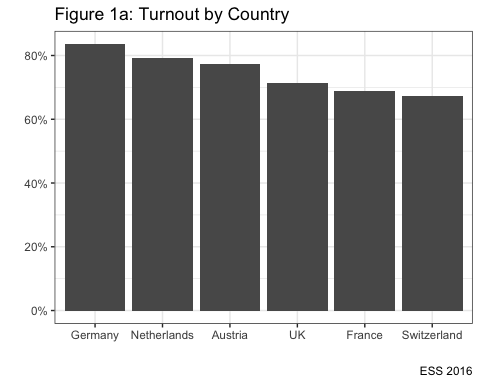 Figure 1a: Turnout by Country
80%
60%
40%
20%
0%
Germany Netherlands Austria UK France Switzerland
ESS 2016